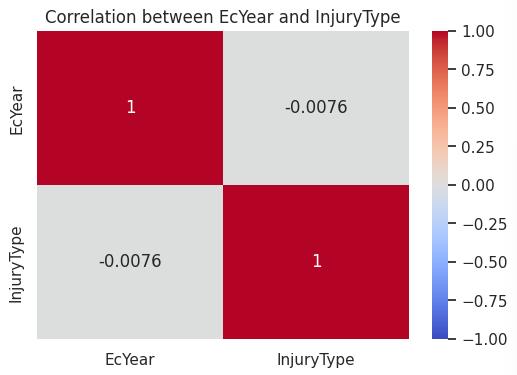 Correlation between EcYear and InjuryType
EcYear
1
-0.0076
InjuryType
-0.0076
1
EcYear
InjuryType
1.00
0.75
0.50
0.25
0.00
−0.25
−0.50
−0.75
−1.00